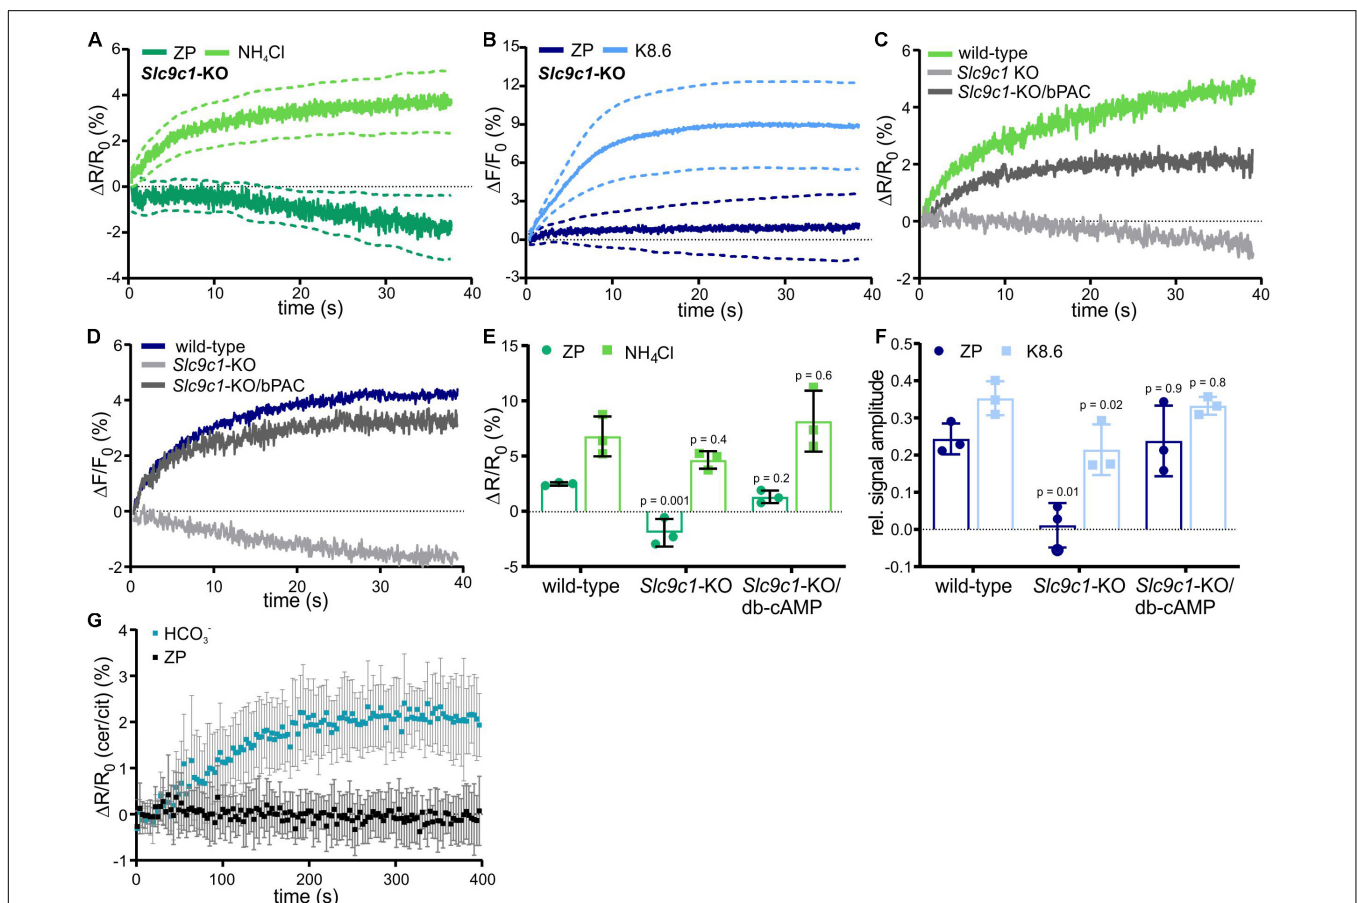 A
ZP NH4Cl
Slc9c1-KO
ΔR/R0 (%)
6
4
2
0
-2
-4
0 10 20 30 40
time (s)
B
ZP K8.6
Slc9c1-KO
ΔF/F0 (%)
15
12
9
6
3
0
-3
0 10 20 30 40
time (s)
C
wild-type
Slc9c1 KO
Slc9c1-KO/bPAC
ΔR/R0 (%)
6
4
2
0
-2
0 10 20 30 40
time (s)
D
wild-type
Slc9c1-KO
Slc9c1-KO/bPAC
ΔF/F0 (%)
6
4
2
0
-2
0 10 20 30 40
time (s)
E
ZP NH4Cl
ΔR/R0 (%)
15
10
5
0
-5
p = 0.001
p = 0.4
p = 0.2
p = 0.6
wild-type Slc9c1-KO Slc9c1-KO/
db-cAMP
F
ZP K8.6
rel. signal amplitude
0.5
0.4
0.3
0.2
0.1
0.0
-0.1
p = 0.01
p = 0.02
p = 0.9
p = 0.8
wild-type Slc9c1-KO Slc9c1-KO/
db-cAMP
G
HCO3-
ZP
ΔR/R0 (cer/cit) (%)
4
3
2
1
0
-1
0 100 200 300 400
time (s)